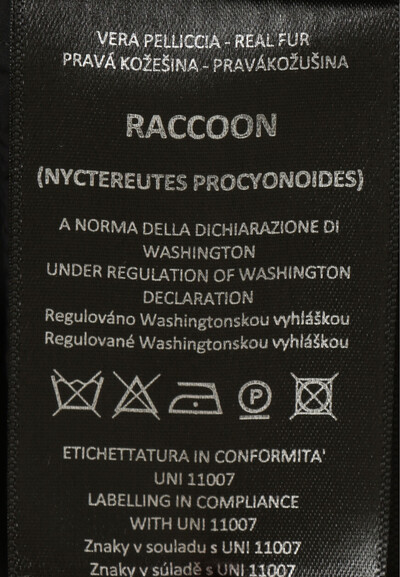 VERA PELLICCIA - REAL FUR
PRAVÁ KOŽEŠINA - PRAVÁKOŽUŠINA
RACCOON
(NYCTEREUTES PROCYONOIDES)
A NORMA DELLA DICHIARAZIONE DI
WASHINGTON
UNDER REGULATION OF WASHINGTON
DECLARATION
Regulováno Washingtonskou vyhláškou
Regulované Washingtonskou vyhláškou
P
ETICHETTATURA IN CONFORMITA'
UNI 11007
LABELLING IN COMPLIANCE
WITH UNI 11007
Znaky v souladu s UNI 11007
Znaky v súladě s UNI 11007